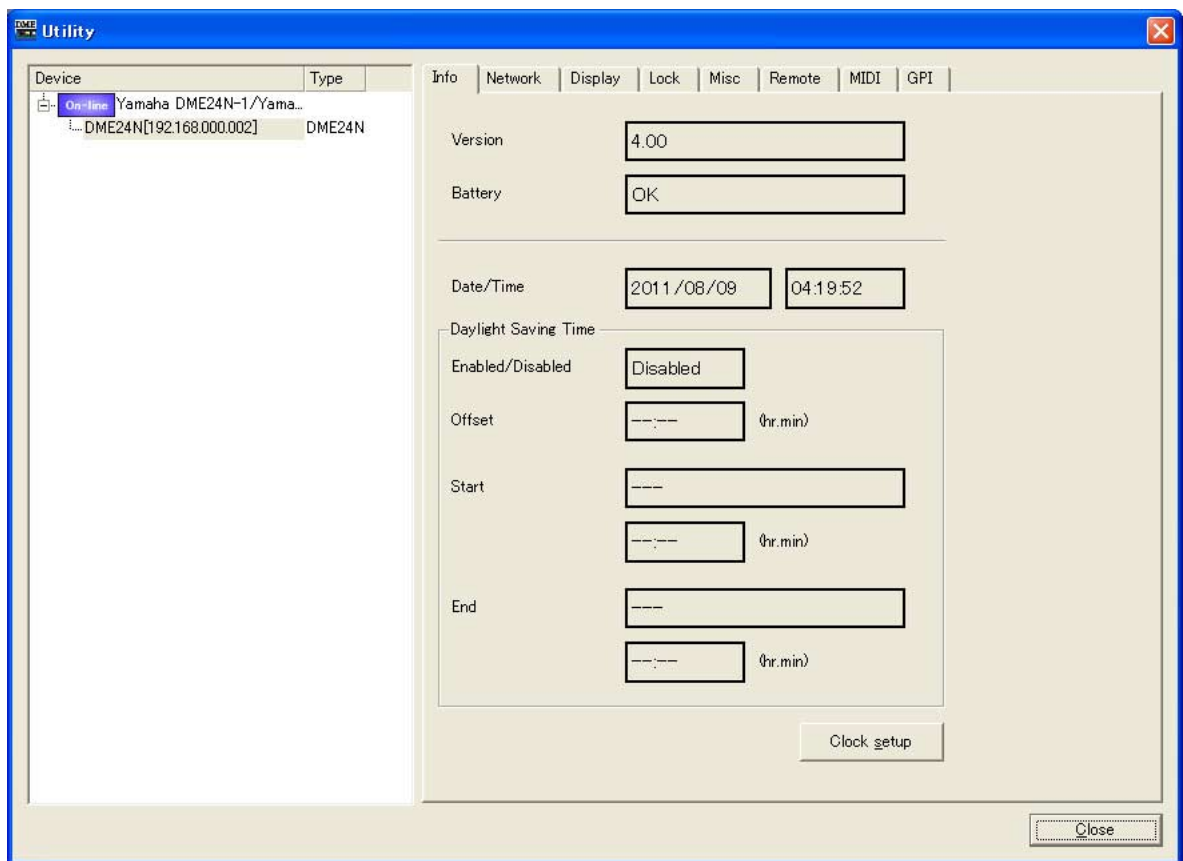 DME Utility
Device Type
On-line Yamaha DME24N-1/Yama...
DME24N[192.168.000.002] DME24N
Info Network Display Lock Misc Remote MIDI GPI
Version 4.00
Battery OK
Date/Time 2011/08/09 04:19:52
Daylight Saving Time
Enabled/Disabled Disabled
Offset --:-- (hr.min)
Start ---
--:-- (hr.min)
End ---
--:-- (hr.min)
Clock setup
Close